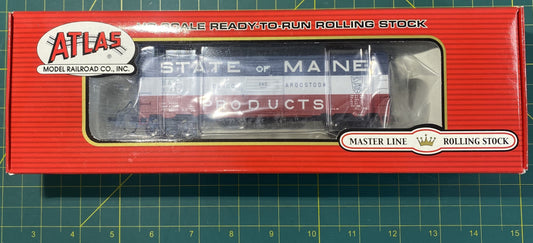 SCALE READY-TO-RUN ROLLING STOCK
ATLAS
MODEL RAILROAD CO., INC.
STATE OF MAINE
AROOSTOOK
PRODUCTS
MASTER LINE ROLLING STOCK
3 4 5 6 7 8 9 10 11 12 13 14 15